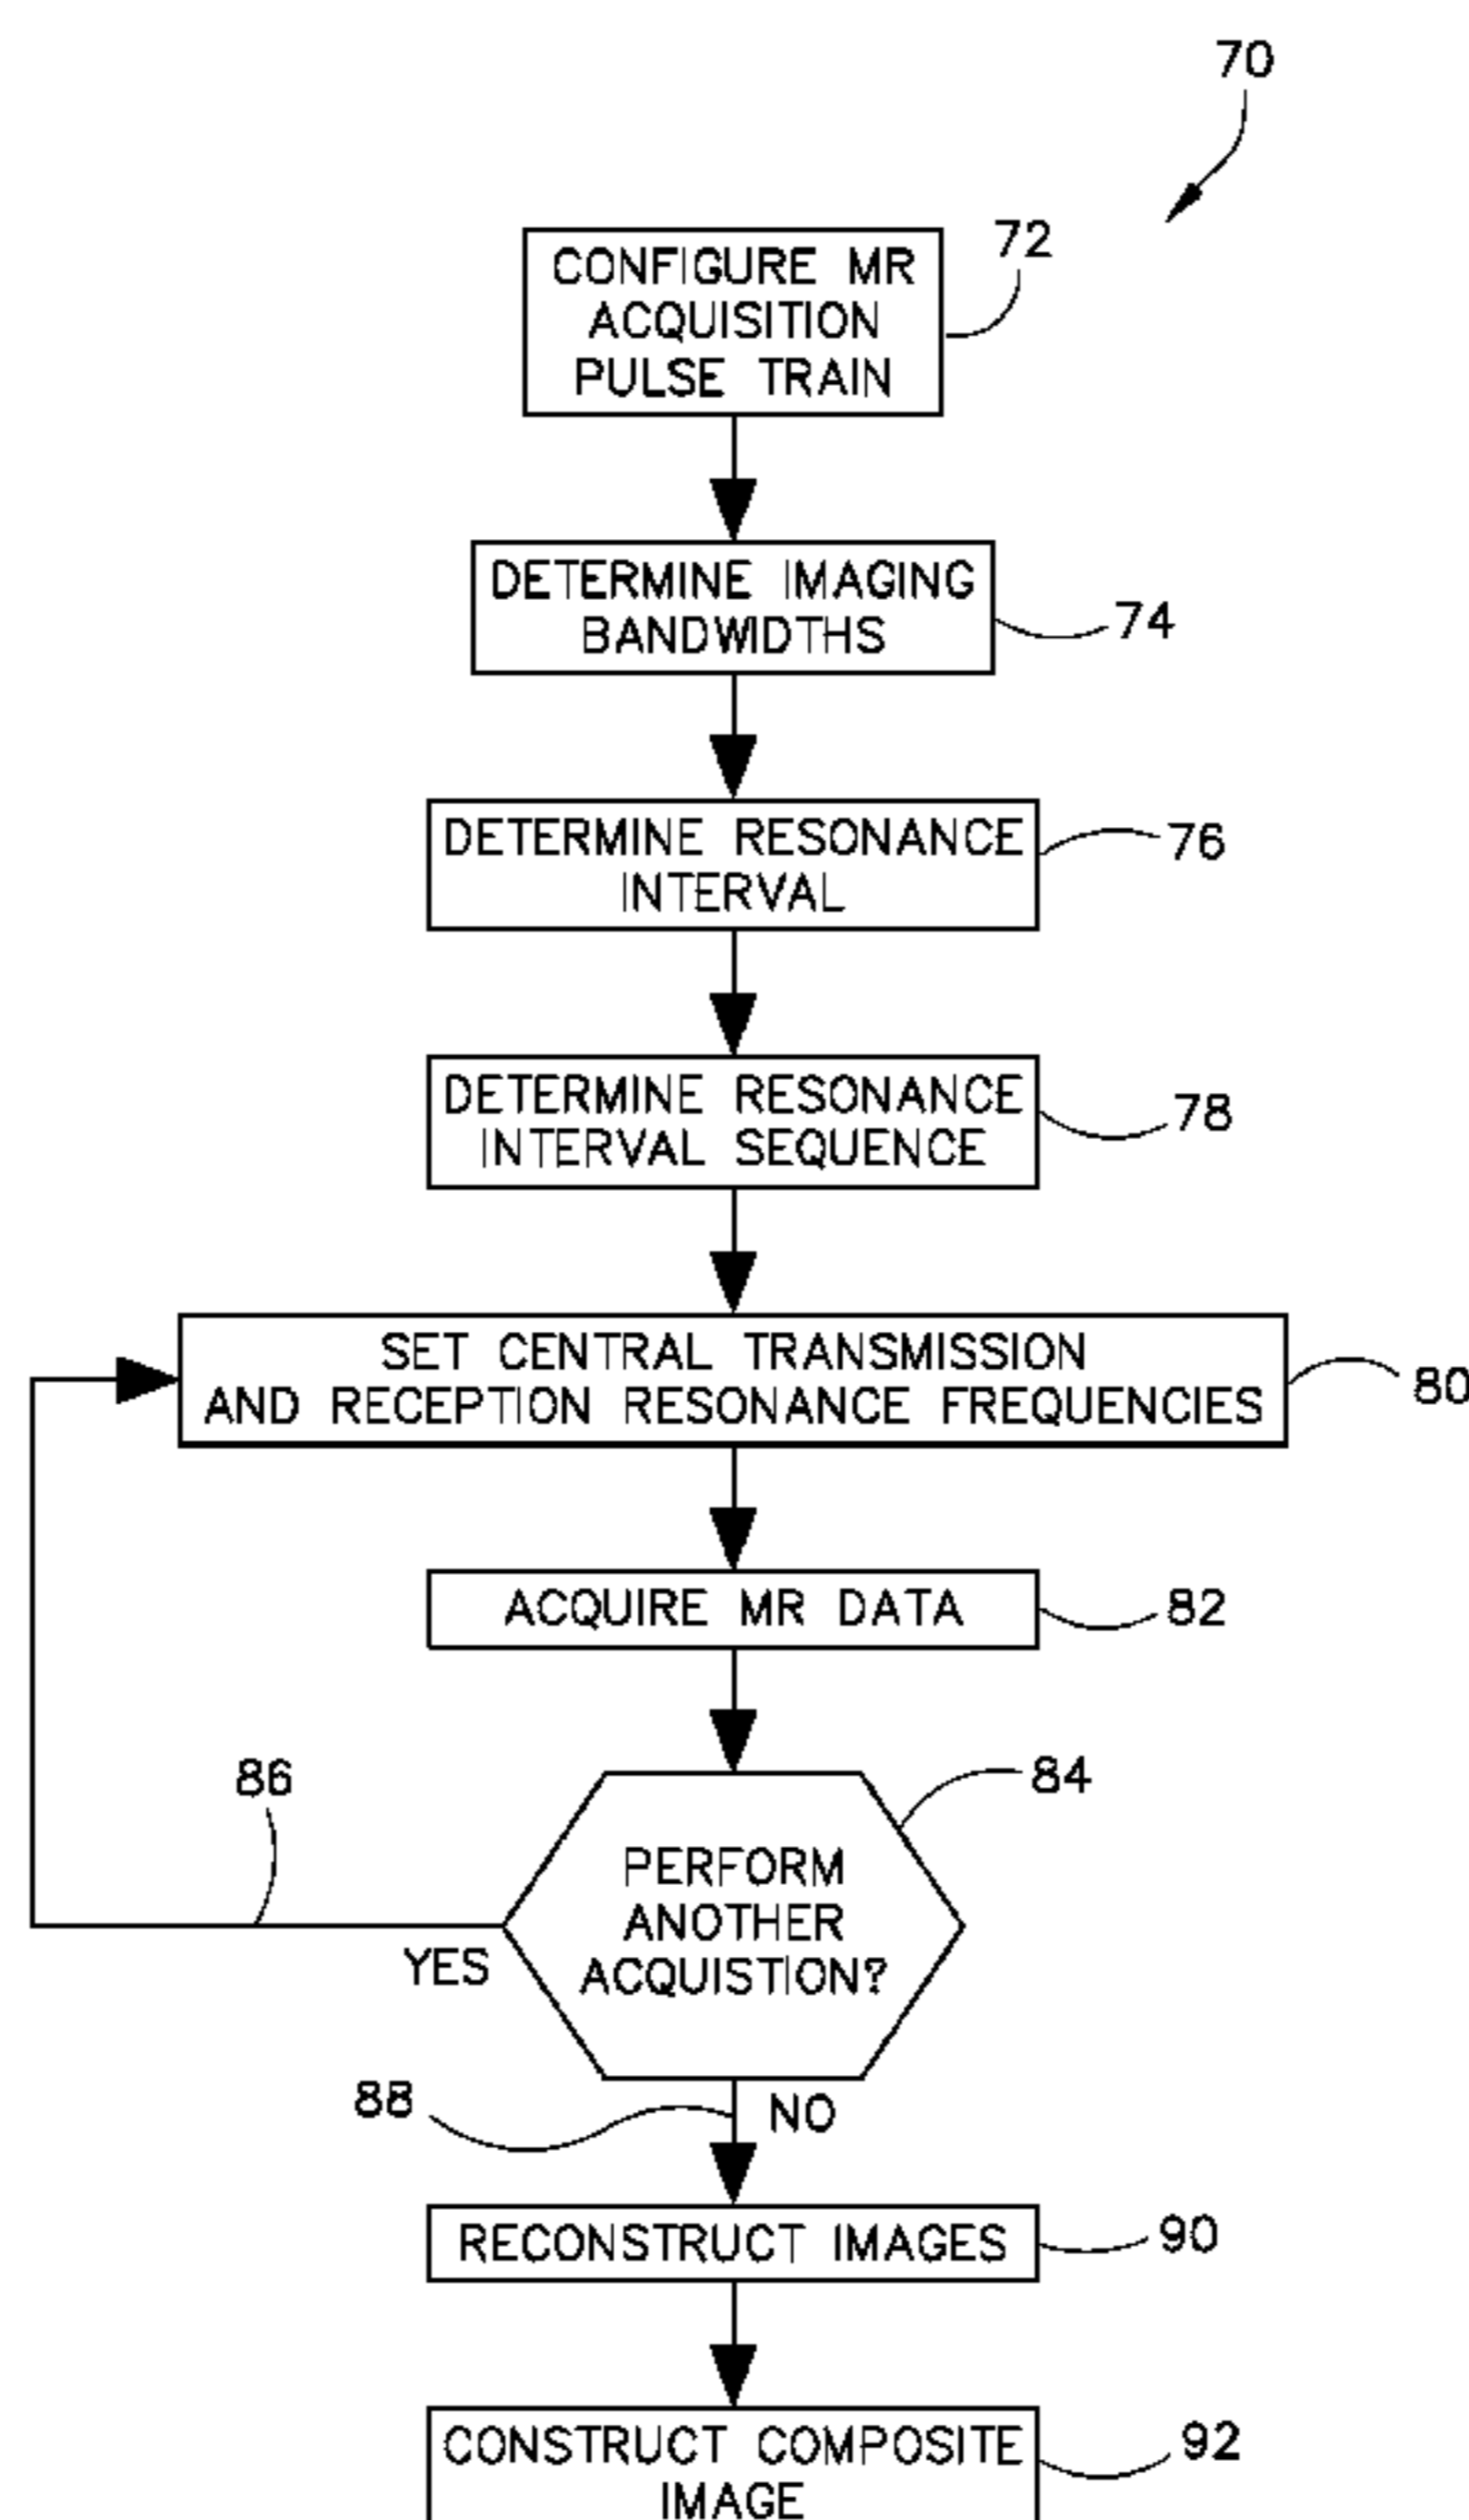 70
CONFIGURE MR
ACQUISITION
PULSE TRAIN
72
DETERMINE IMAGING
BANDWIDTHS
74
DETERMINE RESONANCE
INTERVAL
76
DETERMINE RESONANCE
INTERVAL SEQUENCE
78
SET CENTRAL TRANSMISSION
AND RECEPTION RESONANCE FREQUENCIES
80
ACQUIRE MR DATA
82
PERFORM
ANOTHER
ACQUISTION?
84
86
YES
88
NO
RECONSTRUCT IMAGES
90
CONSTRUCT COMPOSITE
IMAGE
92